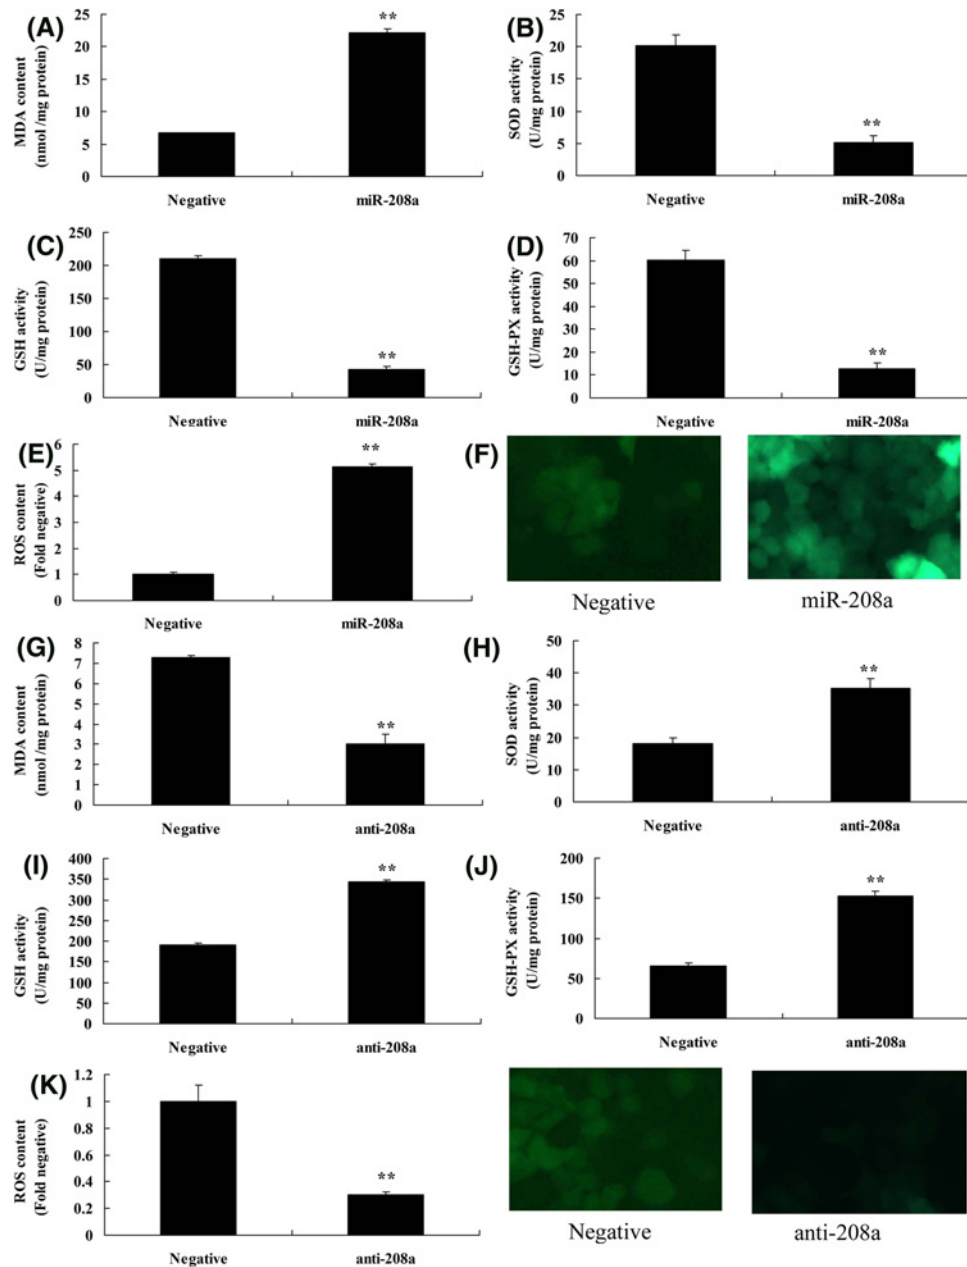 (A)
MDA content
(nmol /mg protein)
25
20
15
10
5
0
**
Negative
miR-208a
(B)
SOD activity
(U/mg protein)
25
20
15
10
5
0
**
Negative
miR-208a
(C)
GSH activity
(U/mg protein)
250
200
150
100
50
0
**
Negative
miR-208a
(D)
GSH-PX activity
(U/mg protein)
70
60
50
40
30
20
10
0
**
Negative
miR-208a
(E)
ROS content
(Fold negative)
6
5
4
3
2
1
0
**
Negative
miR-208a
(F)
Negative
miR-208a
(G)
MDA content
(nmol /mg protein)
8
7
6
5
4
3
2
1
0
**
Negative
anti-208a
(H)
SOD activity
(U/mg protein)
50
40
30
20
10
0
**
Negative
anti-208a
(I)
GSH activity
(U/mg protein)
400
350
300
250
200
150
100
50
0
**
Negative
anti-208a
(J)
GSH-PX activity
(U/mg protein)
200
150
100
50
0
**
Negative
anti-208a
(K)
ROS content
(Fold negative)
1.2
1
0.8
0.6
0.4
0.2
0
**
Negative
anti-208a
Negative
anti-208a